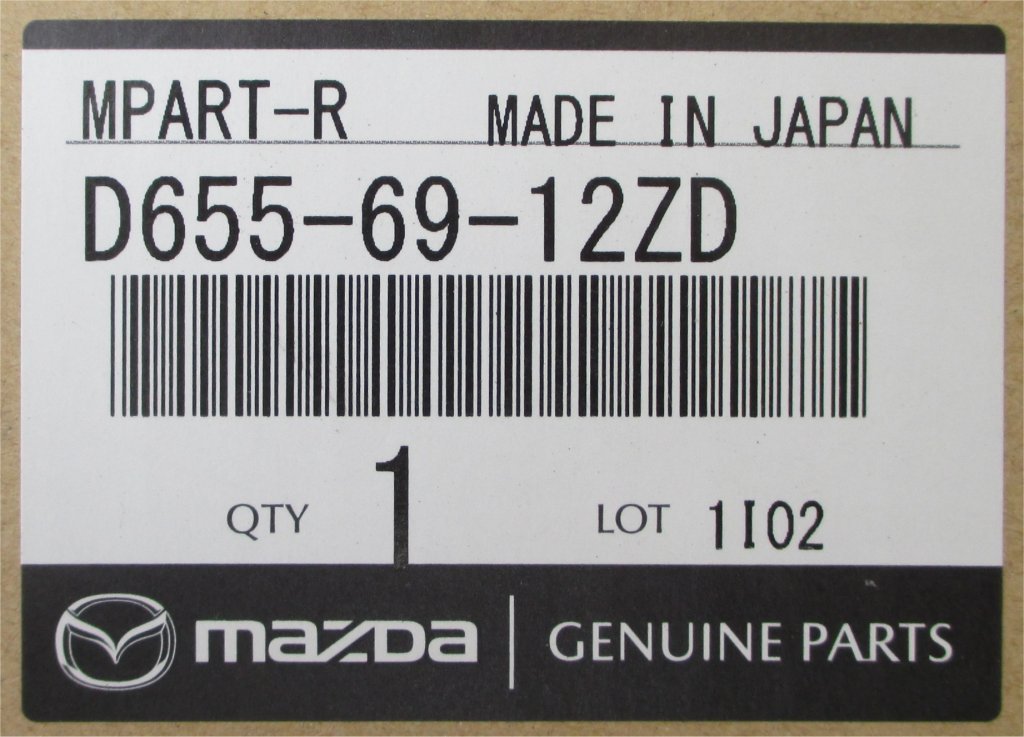 MPART-R MADE IN JAPAN
D655-69-12ZD
QTY 1 LOT 1I02
mazda GENUINE PARTS